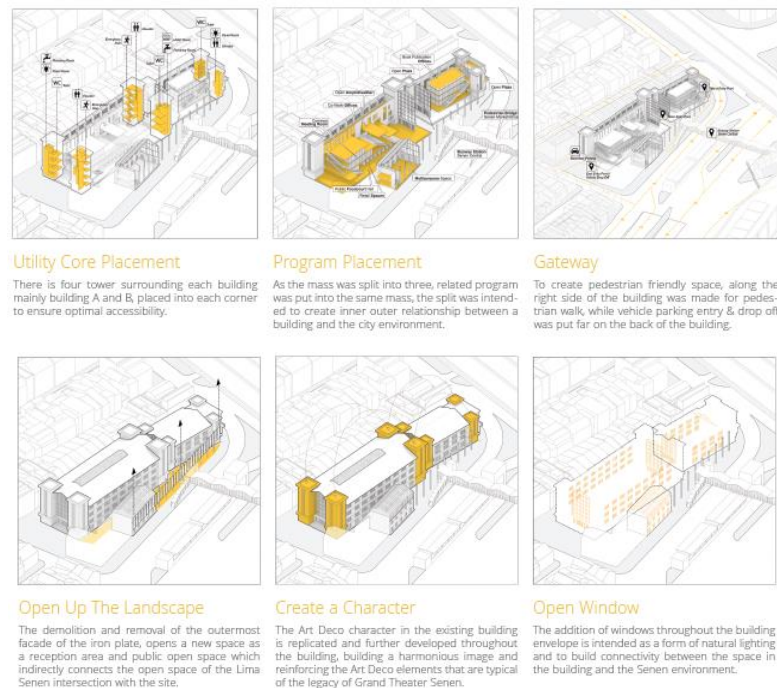 Utility Core Placement
There is four tower surrounding each building
mainly building A and B, placed into each corner
to ensure optimal accessibility.
Program Placement
As the mass was split into three, related program
was put into the same mass, the split was intend-
ed to create inner outer relationship between a
building and the city environment.
Gateway
To create pedestrian friendly space, along the
right side of the building was made for pedes-
trian walk, while vehicle parking entry & drop off
was put far on the back of the building.
Open Up The Landscape
The demolition and removal of the outermost
facade of the iron plate, opens a new space as
a reception area and public open space which
indirectly connects the open space of the Lima
Senen intersection with the site.
Create a Character
The Art Deco character in the existing building
is replicated and further developed throughout
the building, building a harmonious image and
reinforcing the Art Deco elements that are typical
of the legacy of Grand Theater Senen.
Open Window
The addition of windows throughout the building
envelope is intended as a form of natural lighting
and to build connectivity between the space in
the building and the Senen environment.